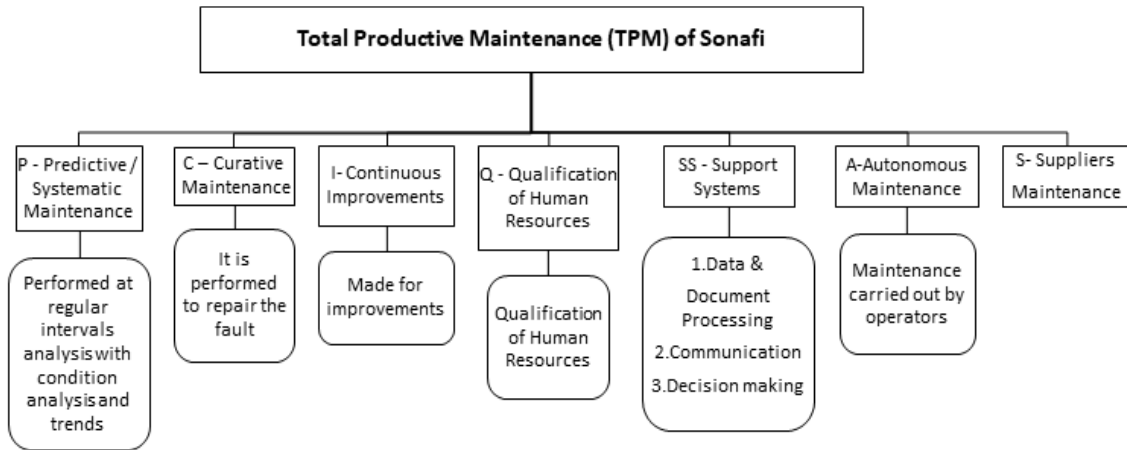 Total Productive Maintenance (TPM) of Sonafi
P - Predictive /
Systematic
Maintenance
C – Curative
Maintenance
I- Continuous
Improvements
Q - Qualification
of Human
Resources
SS - Support
Systems
A-Autonomous
Maintenance
S- Suppliers
Maintenance
Performed at
regular
intervals
analysis with
condition
analysis and
trends
It is
performed
to repair the
fault
Made for
improvements
Qualification
of Human
Resources
1.Data &
Document
Processing
2.Communication
3.Decision making
Maintenance
carried out by
operators